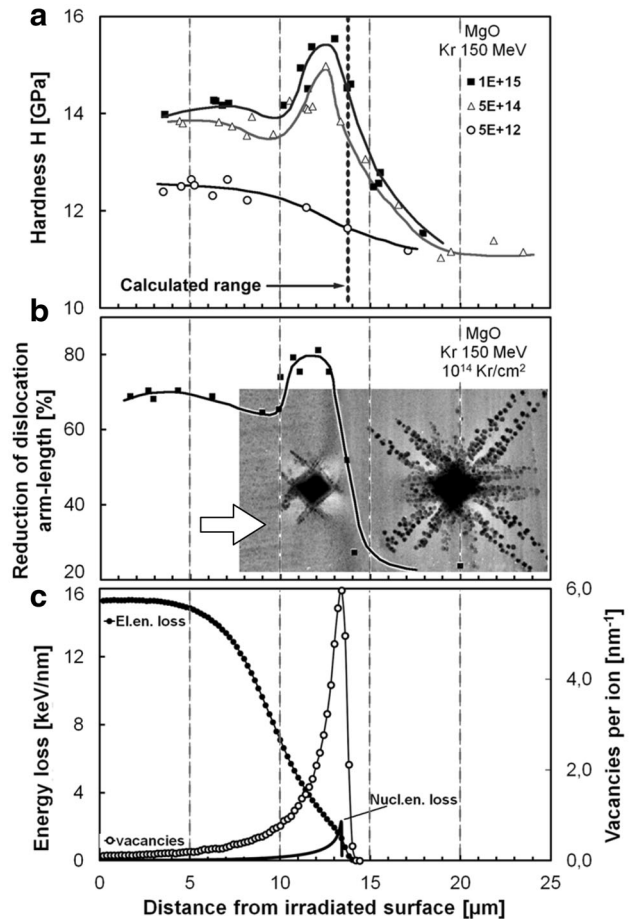 a
16
14
12
10
Hardness H [GPa]
MgO
Kr 150 MeV
1E+15
5E+14
5E+12
Calculated range
b
80
60
40
20
Reduction of dislocation
arm-length [%]
MgO
Kr 150 MeV
10¹⁴ Kr/cm²
c
16
12
8
4
0
Energy loss [keV/nm]
El.en. loss
vacancies
Nucl.en. loss
6,0
4,0
2,0
0,0
Vacancies per ion [nm⁻¹]
0 5 10 15 20 25
Distance from irradiated surface [µm]